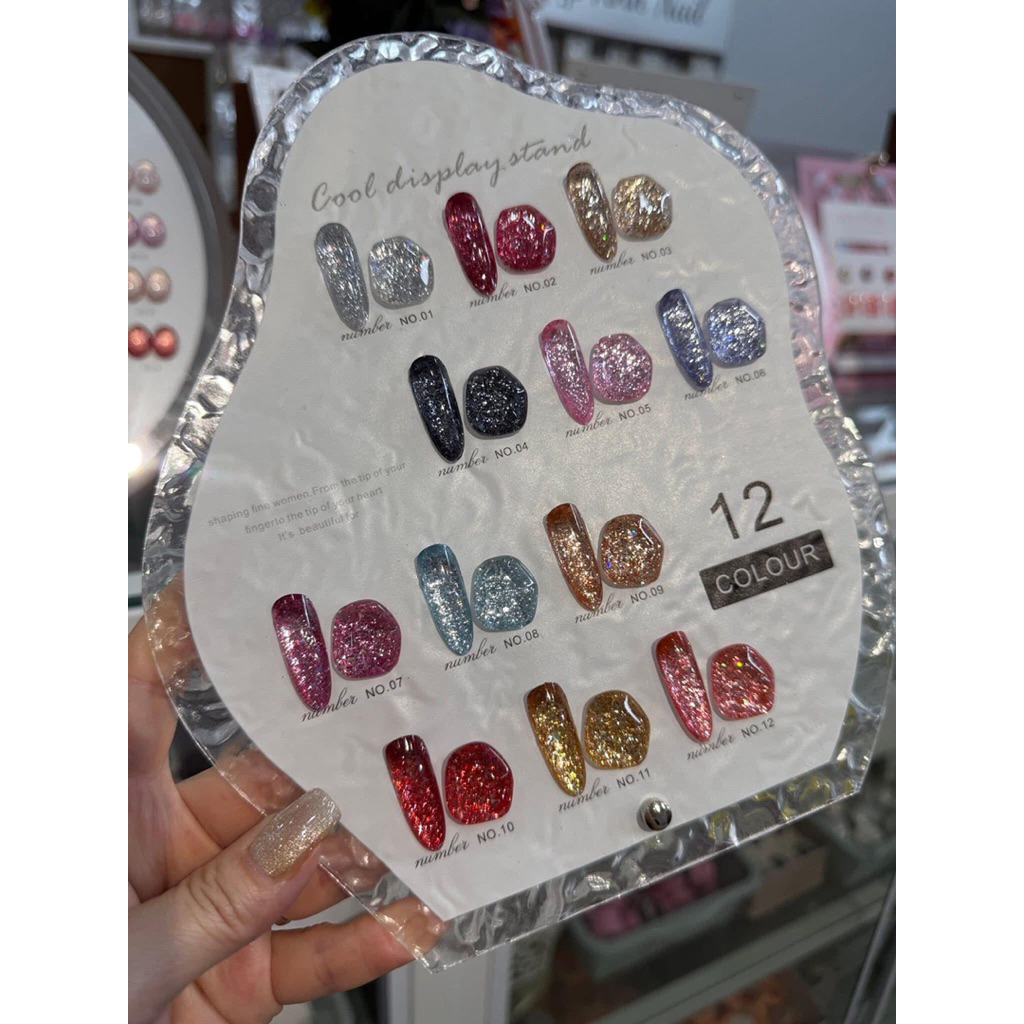 Cool display stand
number NO.01
number NO.02
number NO.03
number NO.04
number NO.05
number NO.06
shaping fine women.From the tip of your
fingerlo the tip of your heart
It's beautiful for
12
COLOUR
number NO.07
number NO.08
number NO.09
number NO.10
number NO.11
number NO.12
Nail